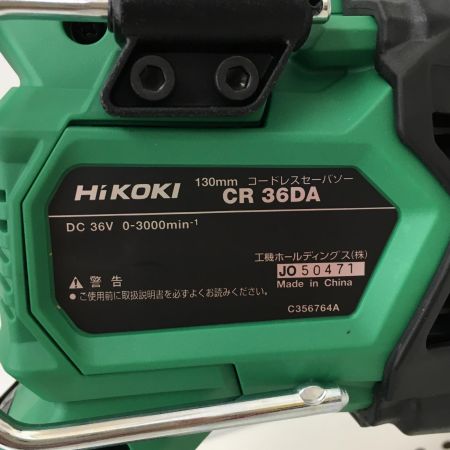 HiKOKI
130mm コードレスセーバソー
CR 36DA
DC 36V 0-3000min⁻¹
工機ホールディングス(株)
JO 50471
Made in China
⚠ 警告
●ご使用前に取扱説明書を必ずよくお読みください。
C356764A